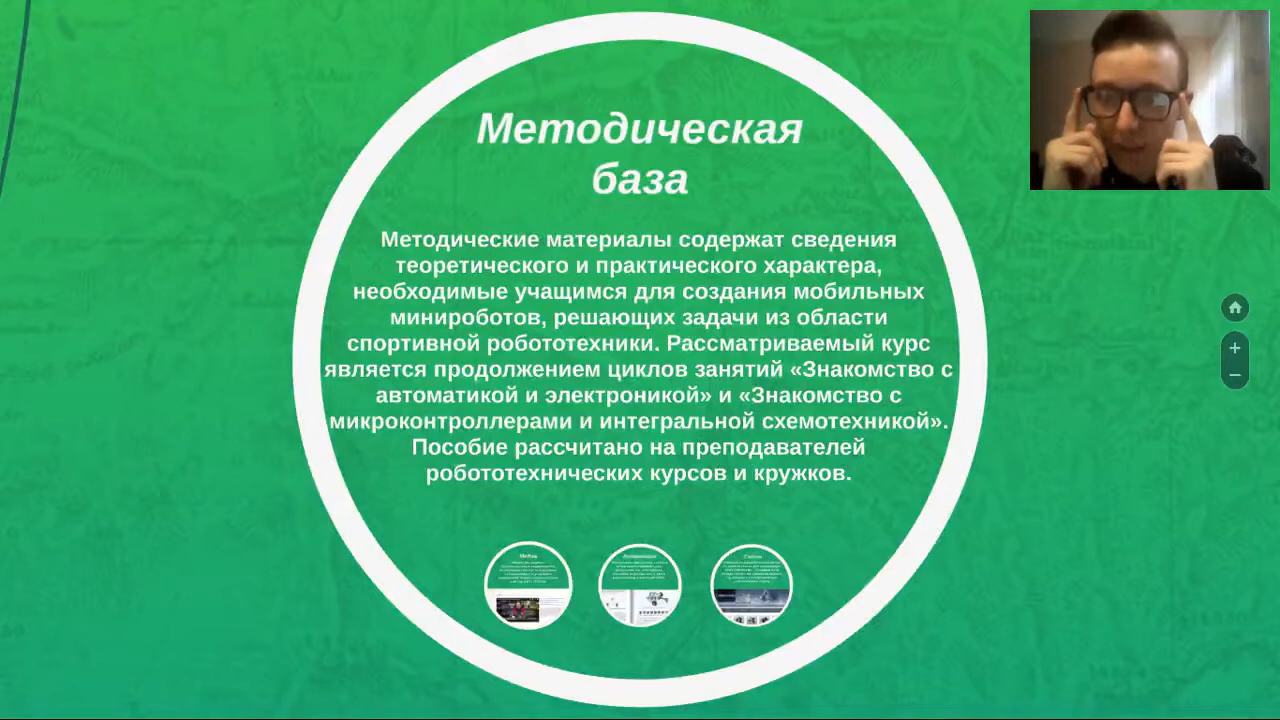 Методическая
база
Методические материалы содержат сведения
теоретического и практического характера,
необходимые учащимся для создания мобильных
минироботов, решающих задачи из области
спортивной робототехники. Рассматриваемый курс
является продолжением циклов занятий «Знакомство с
автоматикой и электроникой» и «Знакомство с
микроконтроллерами и интегральной схемотехникой».
Пособие рассчитано на преподавателей
робототехнических курсов и кружков.